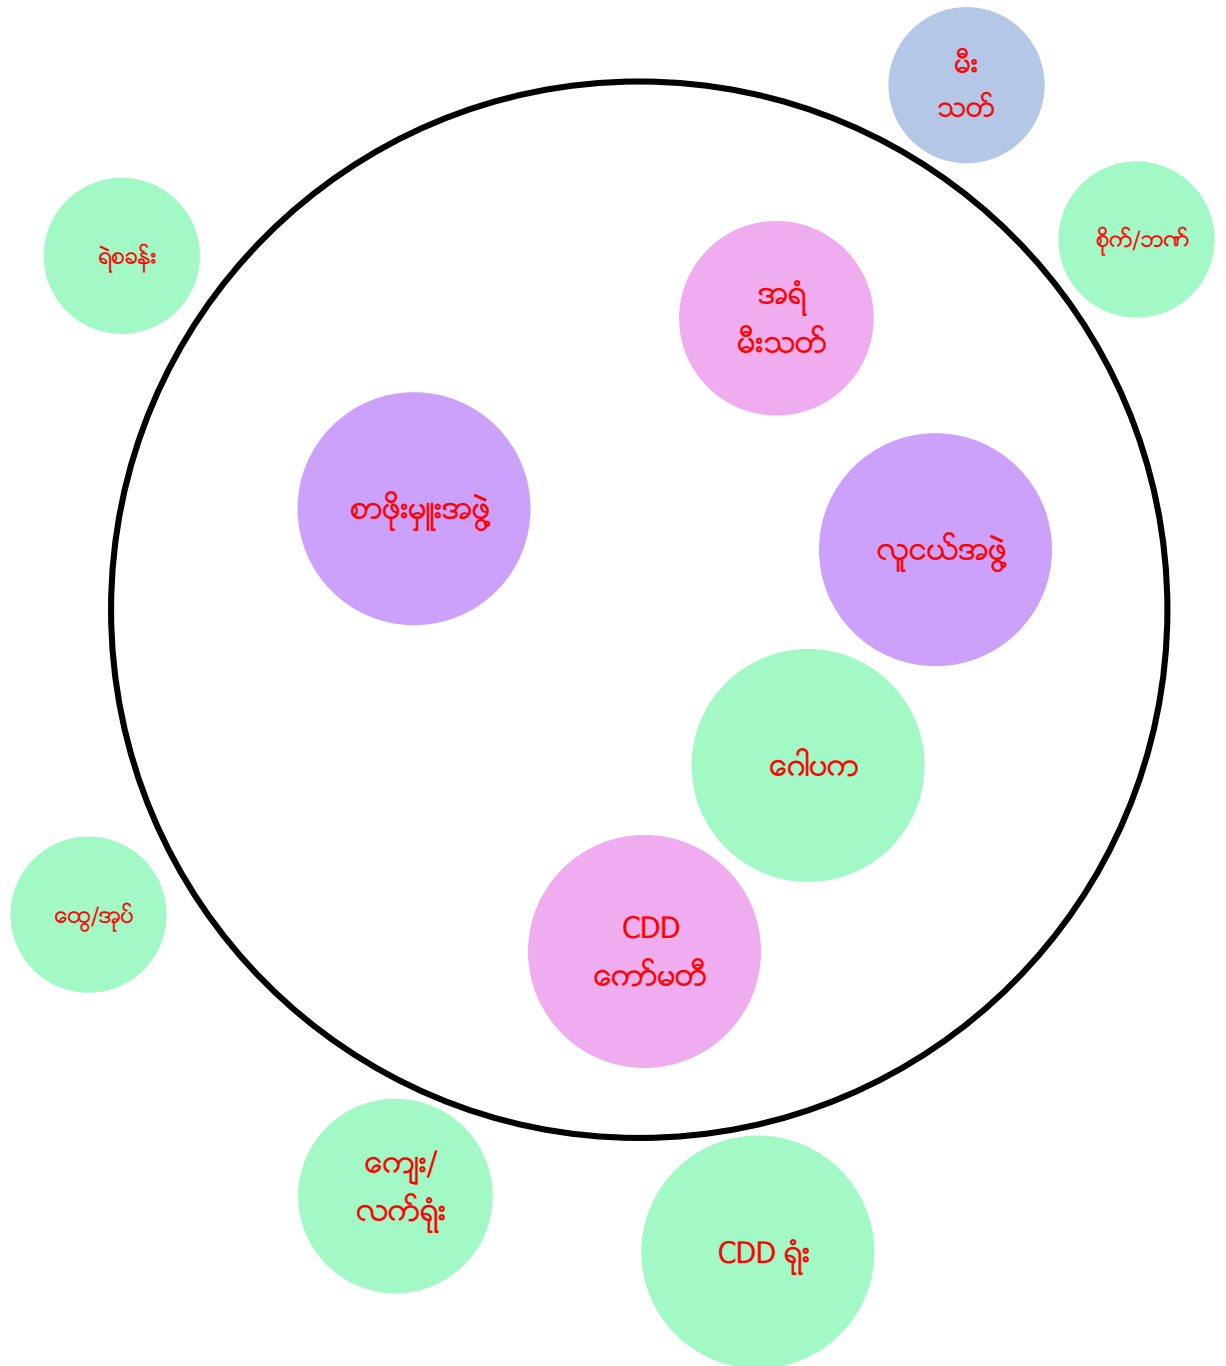 မီး
သတ်
စိုက်/ဘဏ်
ရဲစခန်း
အရံ
မီးသတ်
စာဖိုးမှူးအဖွဲ့
လူငယ်အဖွဲ့
ဂေါပက
ထွေ/အုပ်
CDD
ကော်မတီ
ကျေး/
လက်ရုံး
CDD ရုံး